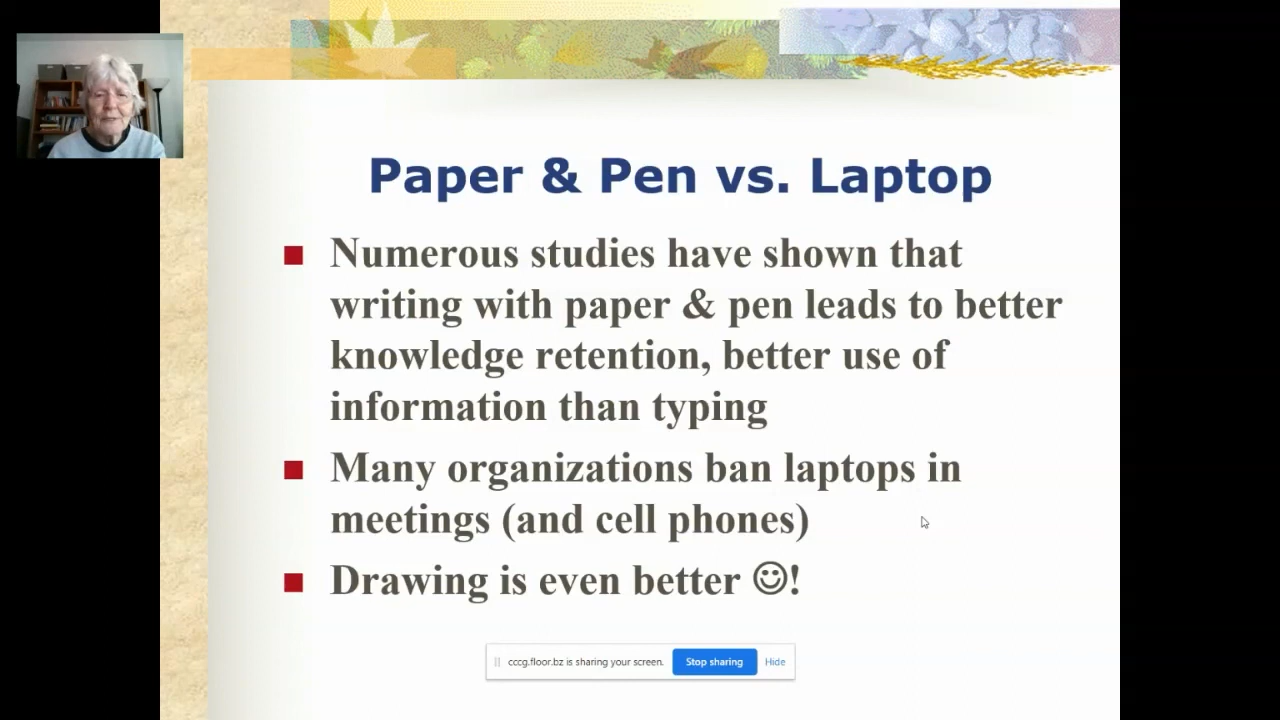 Paper & Pen vs. Laptop
Numerous studies have shown that
writing with paper & pen leads to better
knowledge retention, better use of
information than typing
Many organizations ban laptops in
meetings (and cell phones)
Drawing is even better ☺!
cccg.floor.bz is sharing your screen. Stop sharing Hide